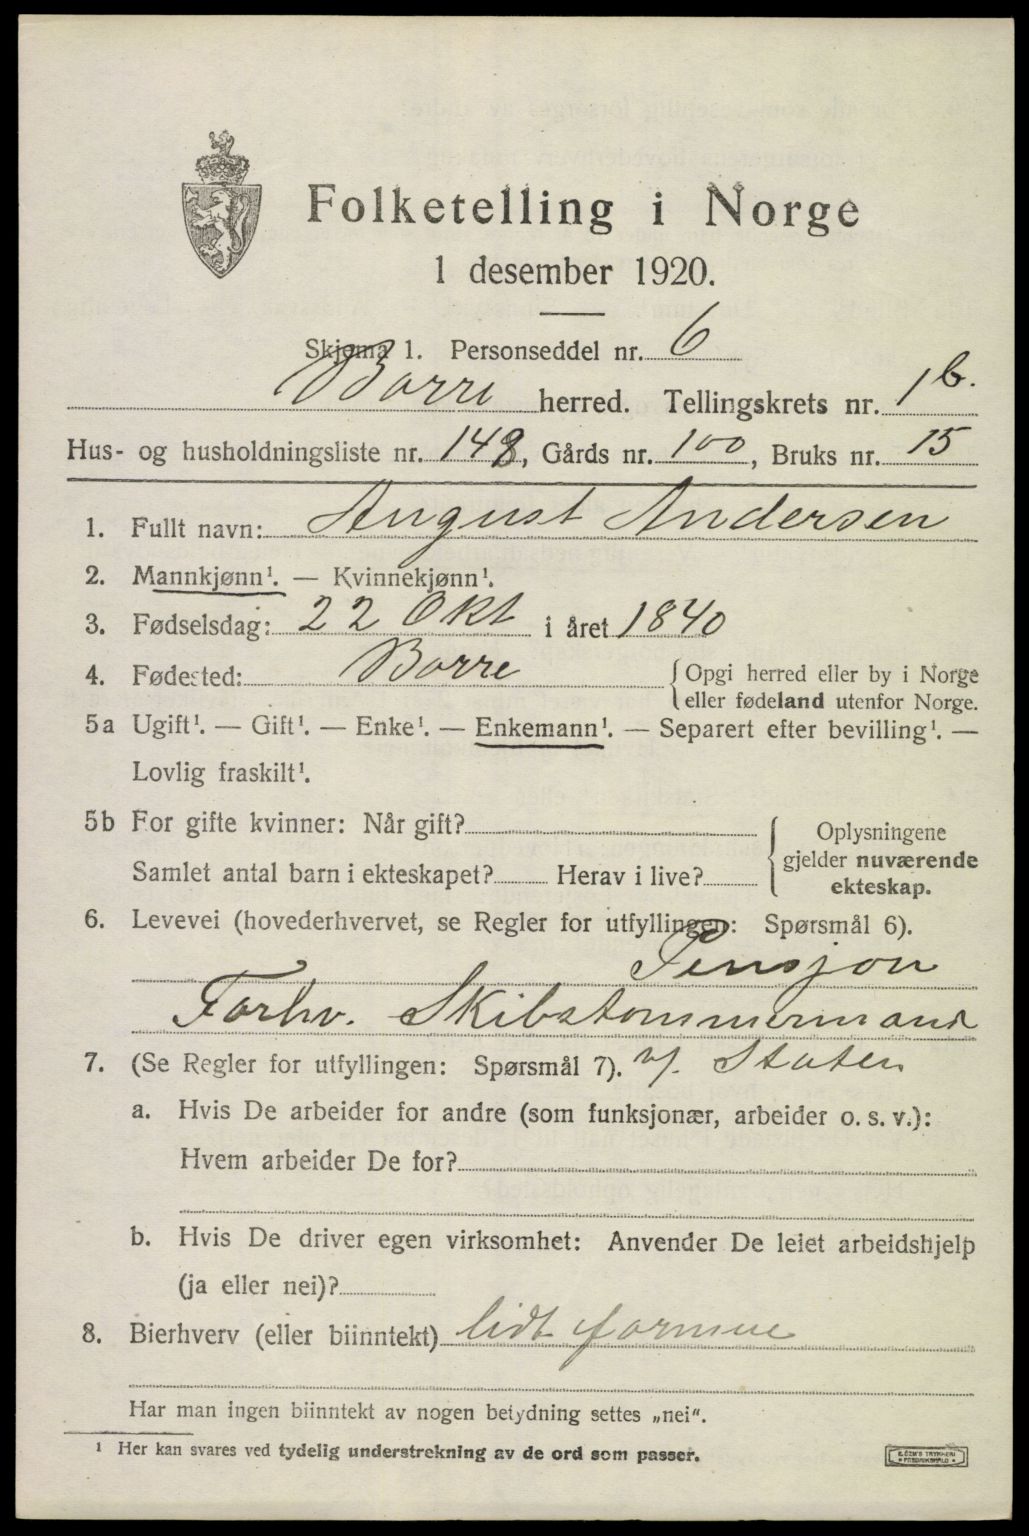 Folketelling i Norge
1 desember 1920.
Skjema 1. Personseddel nr. 6
Borre herred. Tellingskrets nr. 1b.
Hus- og husholdningsliste nr. 148, Gårds nr. 100, Bruks nr. 15
1. Fullt navn: August Andersen
2. Mannkjønn¹. — Kvinnekjønn¹.
3. Fødselsdag: 22 Okt i året 1840
4. Fødested: Borre { Opgi herred eller by i Norge
eller fødeland utenfor Norge.
5a Ugift¹. — Gift¹. — Enke¹. — Enkemann¹. — Separert efter bevilling¹. —
Lovlig fraskilt¹.
5b For gifte kvinner: Når gift? { Oplysningene
gjelder nuværende
ekteskap.
Samlet antal barn i ekteskapet? Herav i live?
6. Levevei (hovederhvervet, se Regler for utfyllingen: Spørsmål 6).
Pensjon
Forhv. Skibstømmermand
7. (Se Regler for utfyllingen: Spørsmål 7). v/. Staten
a. Hvis De arbeider for andre (som funksjonær, arbeider o. s. v.):
Hvem arbeider De for?
b. Hvis De driver egen virksomhet: Anvender De leiet arbeidshjelp
(ja eller nei)?
8. Bierhverv (eller biinntekt) lidt formue
Har man ingen biinntekt av nogen betydning settes „nei".
¹ Her kan svares ved tydelig understrekning av de ord som passer.